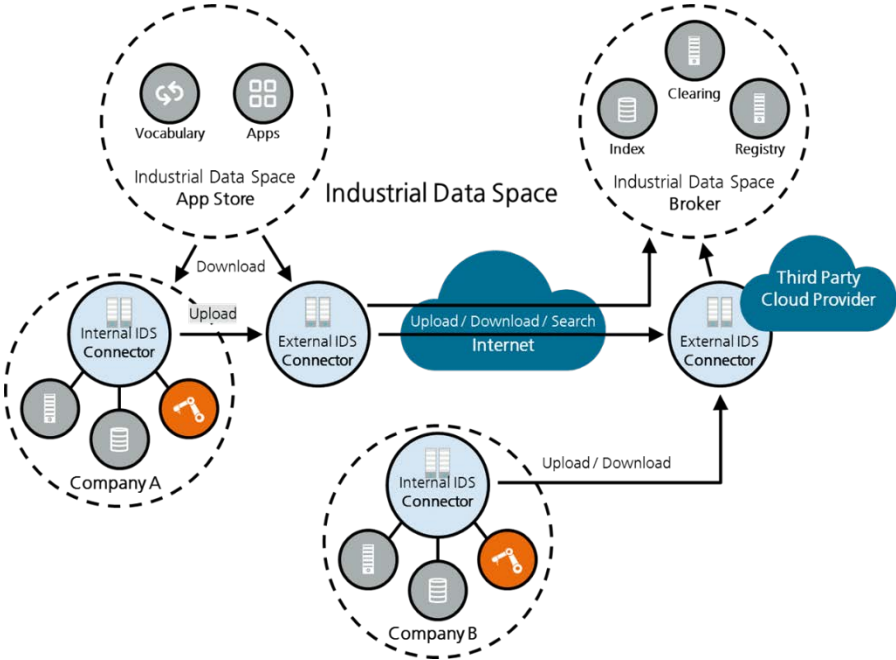 Vocabulary
Apps
Industrial Data Space
App Store
Clearing
Index
Registry
Industrial Data Space
Broker
Industrial Data Space
Download
Third Party
Cloud Provider
Internal IDS
Connector
Upload
External IDS
Connector
Upload / Download / Search
Internet
External IDS
Connector
Company A
Internal IDS
Connector
Upload / Download
Company B